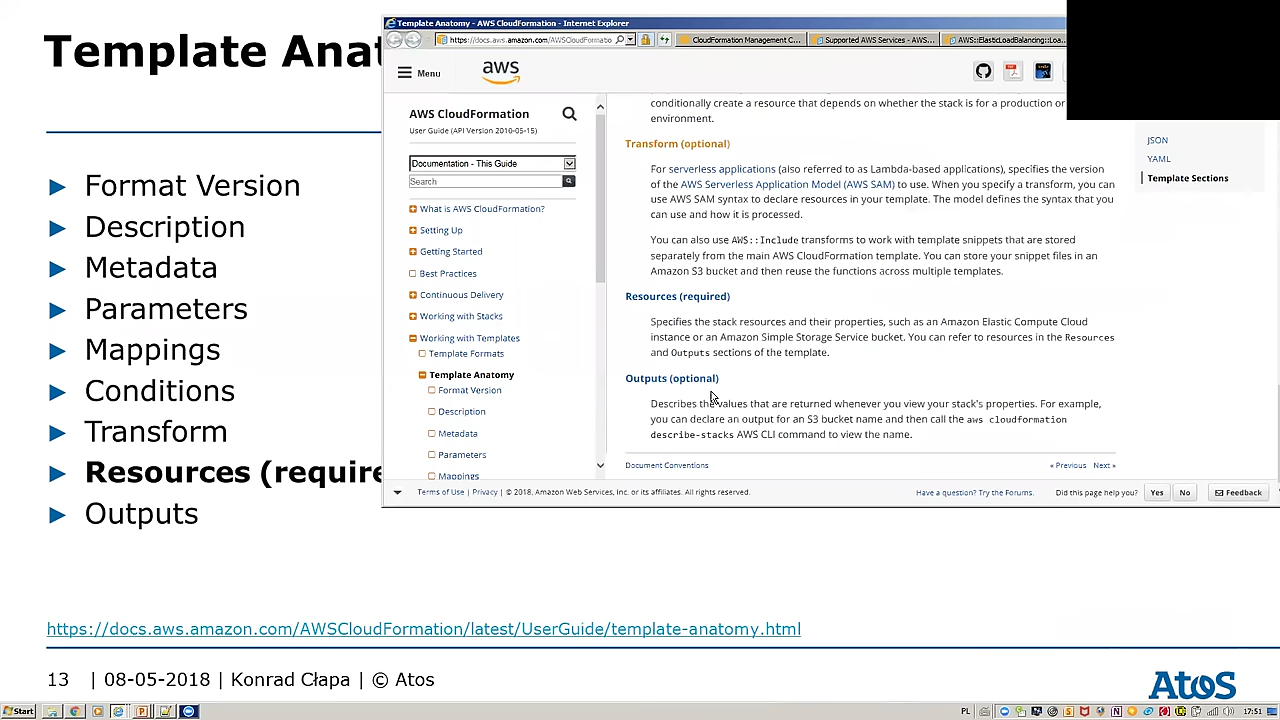 Template Anat
► Format Version
► Description
► Metadata
► Parameters
► Mappings
► Conditions
► Transform
► Resources (require
► Outputs
https://docs.aws.amazon.com/AWSCloudFormation/latest/UserGuide/template-anatomy.html
13 | 08-05-2018 | Konrad Cłapa | © Atos
Atos
Template Anatomy - AWS CloudFormation - Internet Explorer
https://docs.aws.amazon.com/AWSCloudFormatio
CloudFormation Management C...
Supported AWS Services - AWS...
AWS::ElasticLoadBalancing::Loa...
Menu
aws
AWS CloudFormation
User Guide (API Version 2010-05-15)
Documentation - This Guide
Search
What is AWS CloudFormation?
Setting Up
Getting Started
Best Practices
Continuous Delivery
Working with Stacks
Working with Templates
Template Formats
Template Anatomy
Format Version
Description
Metadata
Parameters
Mappings
conditionally create a resource that depends on whether the stack is for a production or
environment.
Transform (optional)
For serverless applications (also referred to as Lambda-based applications), specifies the version
of the AWS Serverless Application Model (AWS SAM) to use. When you specify a transform, you can
use AWS SAM syntax to declare resources in your template. The model defines the syntax that you
can use and how it is processed.
You can also use AWS::Include transforms to work with template snippets that are stored
separately from the main AWS CloudFormation template. You can store your snippet files in an
Amazon S3 bucket and then reuse the functions across multiple templates.
Resources (required)
Specifies the stack resources and their properties, such as an Amazon Elastic Compute Cloud
instance or an Amazon Simple Storage Service bucket. You can refer to resources in the Resources
and Outputs sections of the template.
Outputs (optional)
Describes the values that are returned whenever you view your stack's properties. For example,
you can declare an output for an S3 bucket name and then call the aws cloudformation
describe-stacks AWS CLI command to view the name.
Document Conventions
« Previous Next »
JSON
YAML
Template Sections
Terms of Use | Privacy | © 2018, Amazon Web Services, Inc. or its affiliates. All rights reserved.
Have a question? Try the Forums.
Did this page help you?
Yes
No
Feedback
Start
PL
17:51